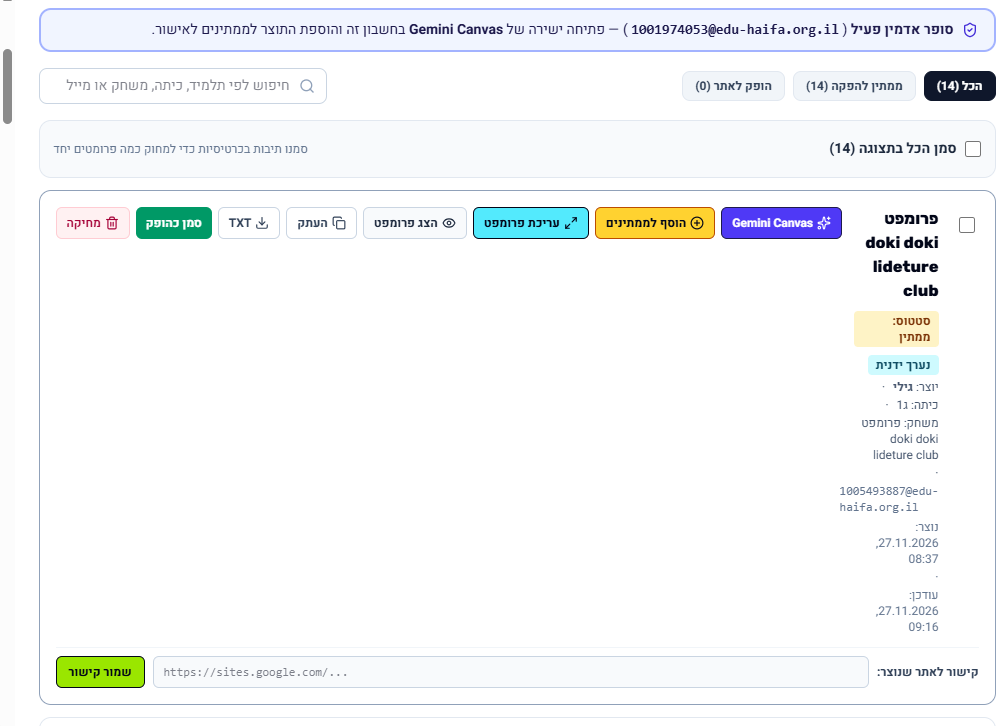 סופר אדמין פעיל (1001974053@edu-haifa.org.il) — פתיחה ישירה של Gemini Canvas בחשבון זה והוספת התוצר לממתינים לאישור.
הכל (14)
ממתין להפקה (14)
הופק לאתר (0)
חיפוש לפי תלמיד, כיתה, משחק או מייל
סמן הכל בתצוגה (14)
סמנו תיבות בכרטיסיות כדי למחוק כמה פרומטים יחד
פרומפט
doki doki
lideture
club
Gemini Canvas
הוסף לממתינים
עריכת פרומפט
הצג פרומפט
העתק
TXT
סמן כהופק
מחיקה
סטטוס:
ממתין
נערך ידנית
יוצר: גילי ·
כיתה: ג1 ·
משחק: פרומפט
doki doki
lideture club
·
1005493887@edu-
haifa.org.il
נוצר:
27.11.2026,
08:37
·
עודכן:
27.11.2026,
09:16
קישור לאתר שנוצר:
https://sites.google.com/...
שמור קישור